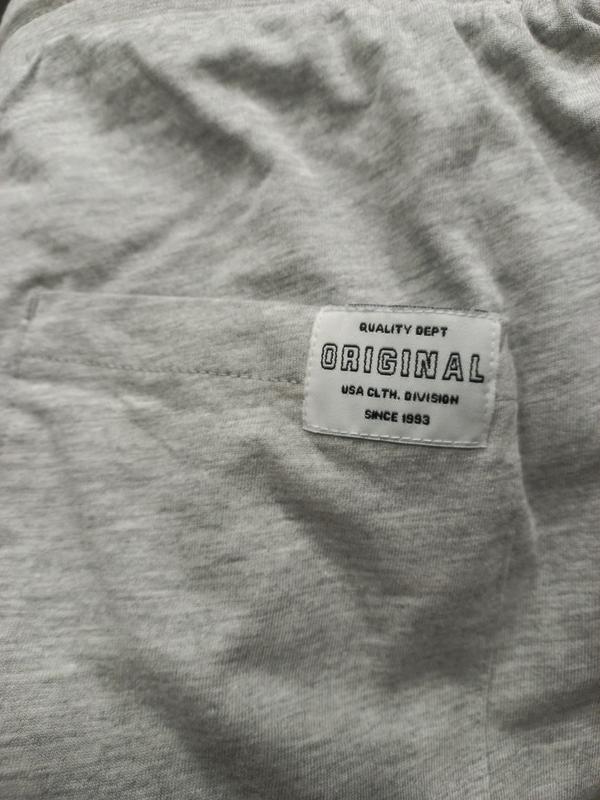 QUALITY DEPT
ORIGINAL
USA CLTH. DIVISION
SINCE 1993